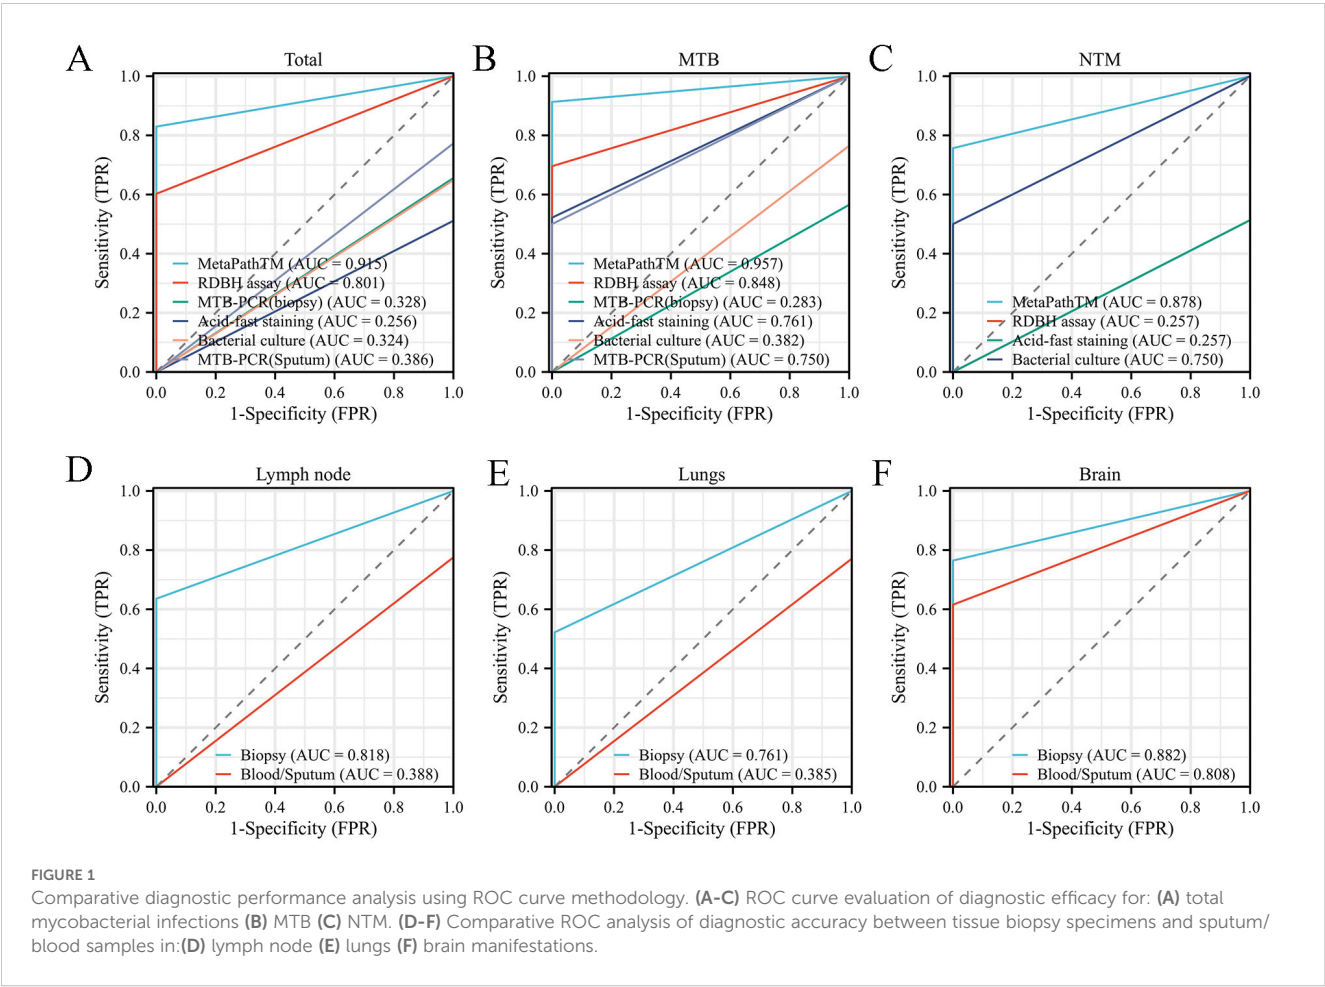 A
Total
Sensitivity (TPR)
1.0
0.8
0.6
0.4
0.2
0.0
MetaPathTM (AUC = 0.915)
RDBH assay (AUC = 0.801)
MTB-PCR(biopsy) (AUC = 0.328)
Acid-fast staining (AUC = 0.256)
Bacterial culture (AUC = 0.324)
MTB-PCR(Sputum) (AUC = 0.386)
0.0 0.2 0.4 0.6 0.8 1.0
1-Specificity (FPR)
B
MTB
Sensitivity (TPR)
1.0
0.8
0.6
0.4
0.2
0.0
MetaPathTM (AUC = 0.957)
RDBH assay (AUC = 0.848)
MTB-PCR(biopsy) (AUC = 0.283)
Acid-fast staining (AUC = 0.761)
Bacterial culture (AUC = 0.382)
MTB-PCR(Sputum) (AUC = 0.750)
0.0 0.2 0.4 0.6 0.8 1.0
1-Specificity (FPR)
C
NTM
Sensitivity (TPR)
1.0
0.8
0.6
0.4
0.2
0.0
MetaPathTM (AUC = 0.878)
RDBH assay (AUC = 0.257)
Acid-fast staining (AUC = 0.257)
Bacterial culture (AUC = 0.750)
0.0 0.2 0.4 0.6 0.8 1.0
1-Specificity (FPR)
D
Lymph node
Sensitivity (TPR)
1.0
0.8
0.6
0.4
0.2
0.0
Biopsy (AUC = 0.818)
Blood/Sputum (AUC = 0.388)
0.0 0.2 0.4 0.6 0.8 1.0
1-Specificity (FPR)
E
Lungs
Sensitivity (TPR)
1.0
0.8
0.6
0.4
0.2
0.0
Biopsy (AUC = 0.761)
Blood/Sputum (AUC = 0.385)
0.0 0.2 0.4 0.6 0.8 1.0
1-Specificity (FPR)
F
Brain
Sensitivity (TPR)
1.0
0.8
0.6
0.4
0.2
0.0
Biopsy (AUC = 0.882)
Blood/Sputum (AUC = 0.808)
0.0 0.2 0.4 0.6 0.8 1.0
1-Specificity (FPR)
FIGURE 1
Comparative diagnostic performance analysis using ROC curve methodology. (A-C) ROC curve evaluation of diagnostic efficacy for: (A) total
mycobacterial infections (B) MTB (C) NTM. (D-F) Comparative ROC analysis of diagnostic accuracy between tissue biopsy specimens and sputum/
blood samples in:(D) lymph node (E) lungs (F) brain manifestations.